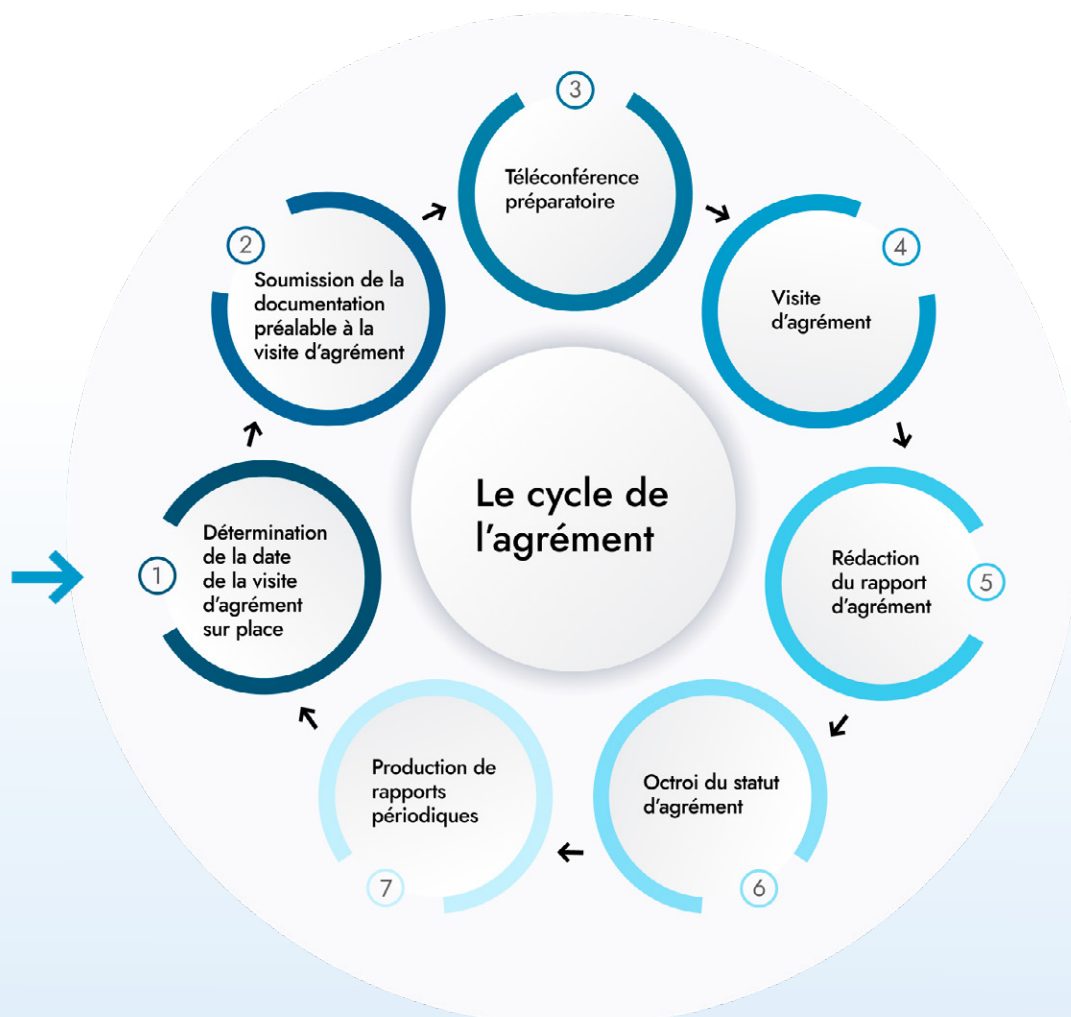 Le cycle de
l'agrément
1
Détermination
de la date
de la visite
d'agrément
sur place
2
Soumission de la
documentation
préalable à la
visite d'agrément
3
Téléconférence
préparatoire
4
Visite
d'agrément
5
Rédaction
du rapport
d'agrément
6
Octroi du statut
d'agrément
7
Production de
rapports
périodiques